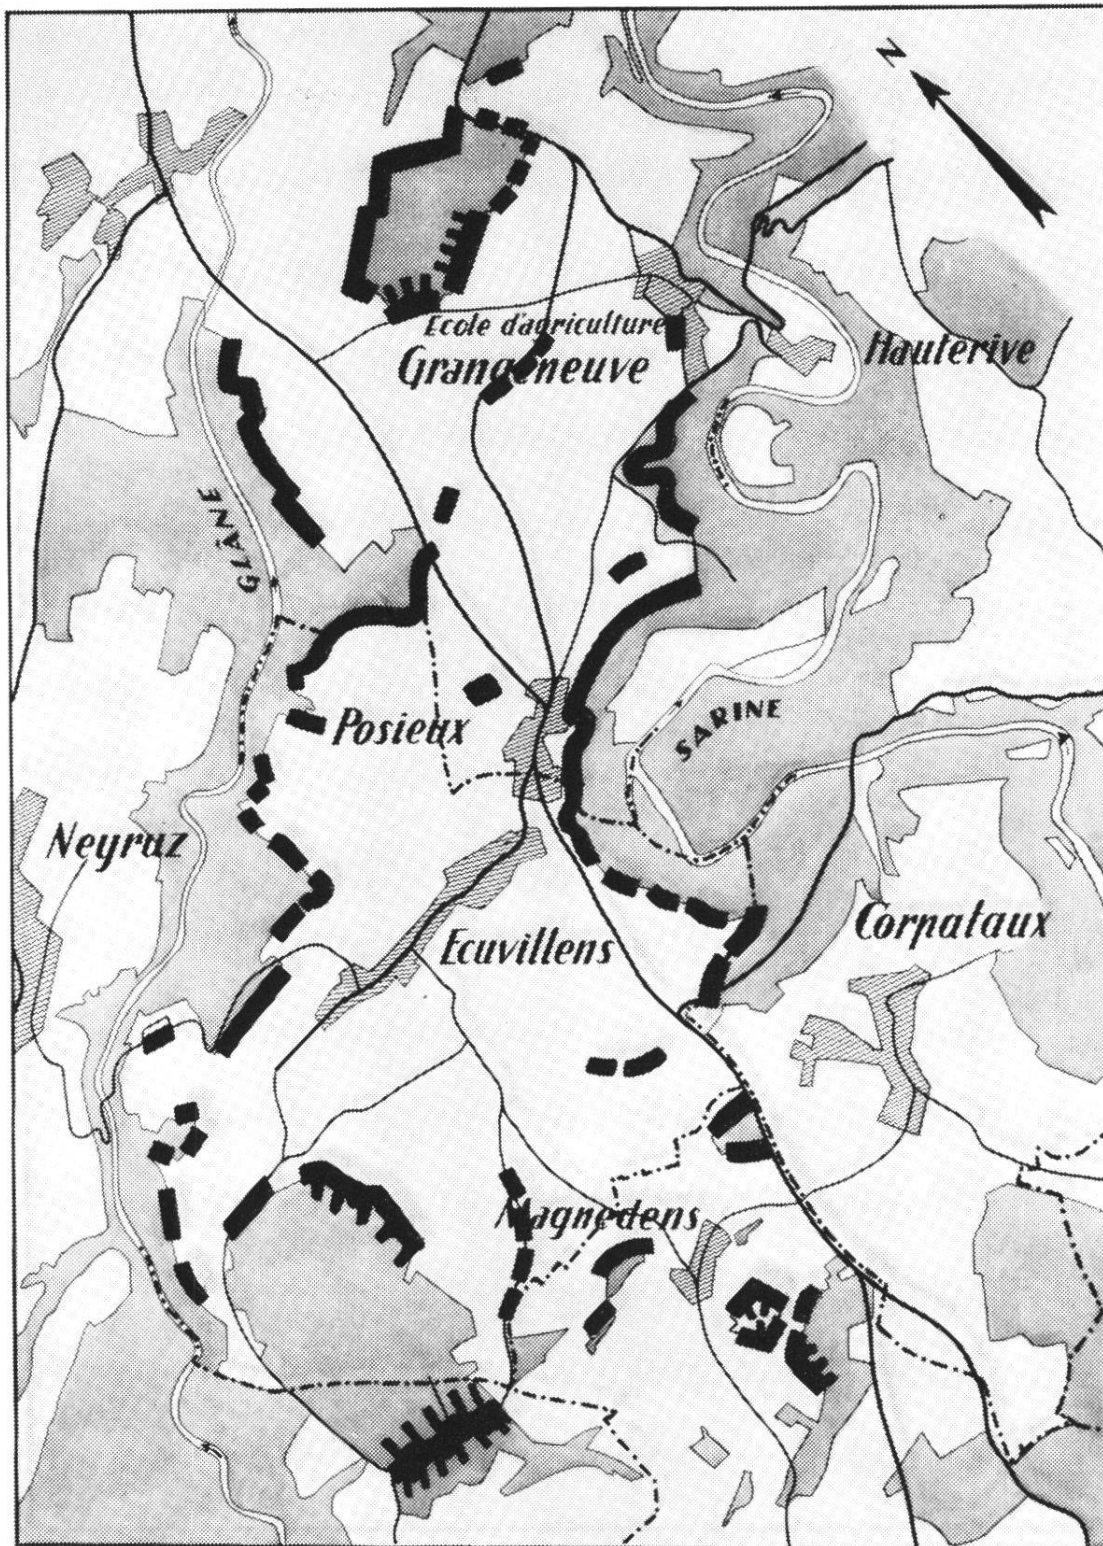 N
Ecole d'agriculture
Grangeneuve
Hauterive
GLÂNE
Posieux
SARINE
Neyruz
Corpataux
Ecuvillens
Magnedens